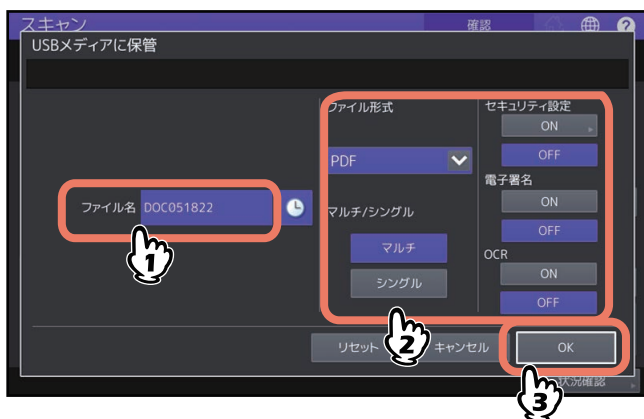 スキャン
確認
?
USBメディアに保管
ファイル形式
セキュリティ設定
ON
OFF
PDF
電子署名
ファイル名 DOC051822
ON
マルチ/シングル
OFF
マルチ
OCR
シングル
ON
OFF
1
2
リセット
キャンセル
OK
3
状況確認